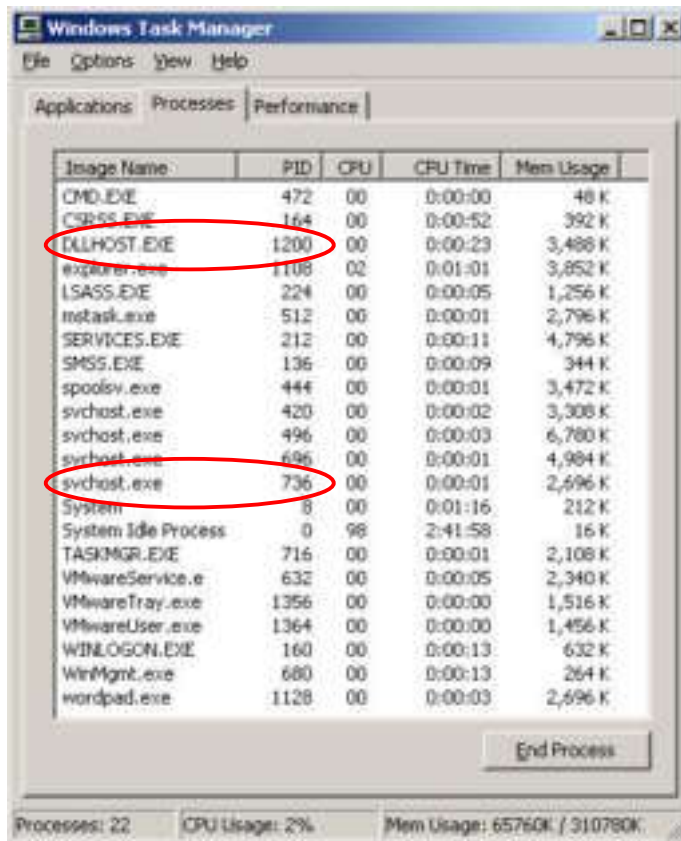 Windows Task Manager
File Options View Help
Applications Processes Performance
Image Name PID CPU CPU Time Mem Usage
CMD.EXE 472 00 0:00:00 48 K
CSRSS.EXE 164 00 0:00:52 392 K
DLLHOST.EXE 1200 00 0:00:23 3,488 K
explorer.exe 1108 02 0:01:01 3,852 K
LSASS.EXE 224 00 0:00:05 1,256 K
mstask.exe 512 00 0:00:01 2,796 K
SERVICES.EXE 212 00 0:00:11 4,796 K
SMSS.EXE 136 00 0:00:09 344 K
spoolsv.exe 444 00 0:00:01 3,472 K
svchost.exe 420 00 0:00:02 3,308 K
svchost.exe 496 00 0:00:03 6,780 K
svchost.exe 696 00 0:00:01 4,984 K
svchost.exe 736 00 0:00:01 2,696 K
System 8 00 0:01:16 212 K
System Idle Process 0 98 2:41:58 16 K
TASKMGR.EXE 716 00 0:00:01 2,108 K
VMwareService.e 632 00 0:00:05 2,340 K
VMwareTray.exe 1356 00 0:00:00 1,516 K
VMwareUser.exe 1364 00 0:00:00 1,456 K
WINLOGON.EXE 160 00 0:00:13 632 K
WinMgmt.exe 680 00 0:00:13 264 K
wordpad.exe 1128 00 0:00:03 2,696 K
End Process
Processes: 22 CPU Usage: 2% Mem Usage: 65760K / 310780K